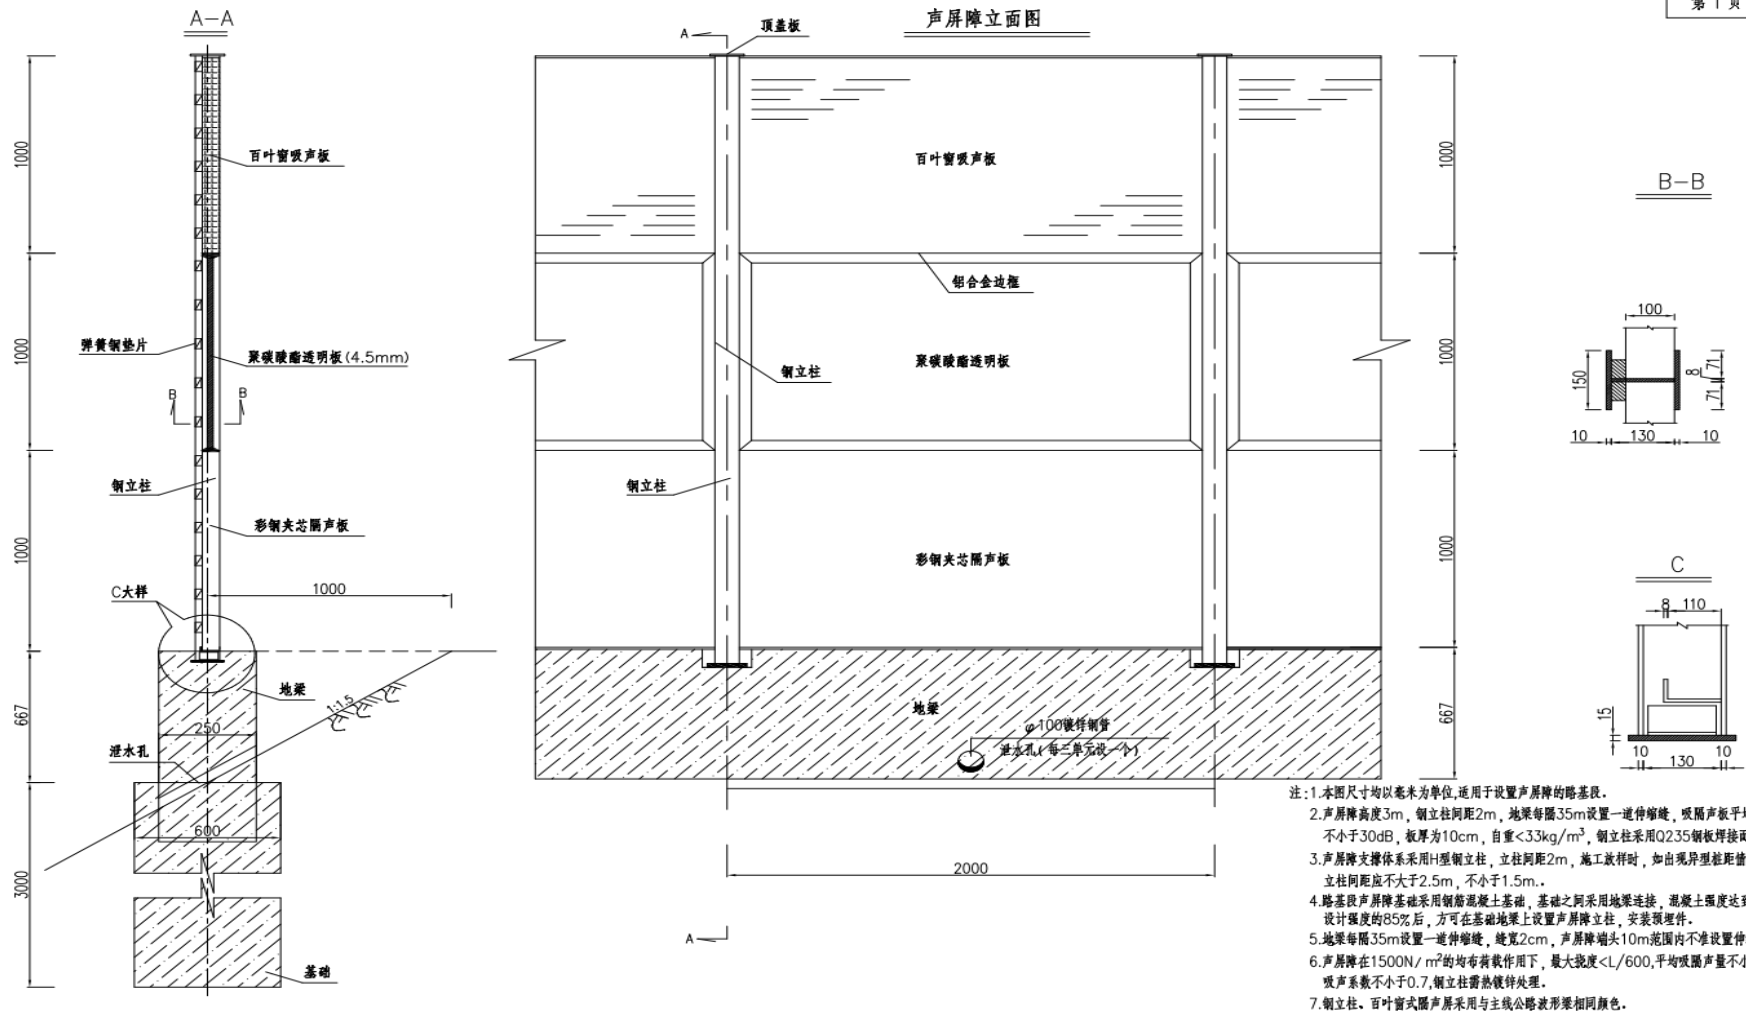 第 1 页
A-A
声屏障立面图
A
顶盖板
1000
百叶窗吸声板
百叶窗吸声板
1000
B-B
铝合金边框
弹簧钢垫片
1000
聚碳酸酯透明板(4.5mm)
钢立柱
聚碳酸酯透明板
1000
B
B
100
150
8
71
71
10
130
10
钢立柱
钢立柱
1000
彩钢夹芯隔声板
彩钢夹芯隔声板
1000
C大样
1000
C
8
110
15
10
10
130
地梁
1:1.5
250
667
泄水孔
地梁
φ100镀锌钢管
泄水孔(每三单元设一个)
667
600
3000
2000
A
基础
注:1.本图尺寸均以毫米为单位,适用于设置声屏障的路基段.
2.声屏障高度3m,钢立柱间距2m,地梁每隔35m设置一道伸缩缝,吸隔声板平均
不小于30dB,板厚为10cm,自重<33kg/m³,钢立柱采用Q235钢板焊接
3.声屏障支撑体系采用H型钢立柱,立柱间距2m,施工放样时,如出现异型桩距
立柱间距应不大于2.5m,不小于1.5m..
4.路基段声屏障基础采用钢筋混凝土基础,基础之间采用地梁连接,混凝土强度达到
设计强度的85%后,方可在基础地梁上设置声屏障立柱,安装预埋件.
5.地梁每隔35m设置一道伸缩缝,缝宽2cm,声屏障端头10m范围内不准设置伸
6.声屏障在1500N/m²的均布荷载作用下,最大挠度<L/600,平均吸隔声量不小
吸声系数不小于0.7,钢立柱需热镀锌处理.
7.钢立柱、百叶窗式隔声屏采用与主线公路波形梁相同颜色.